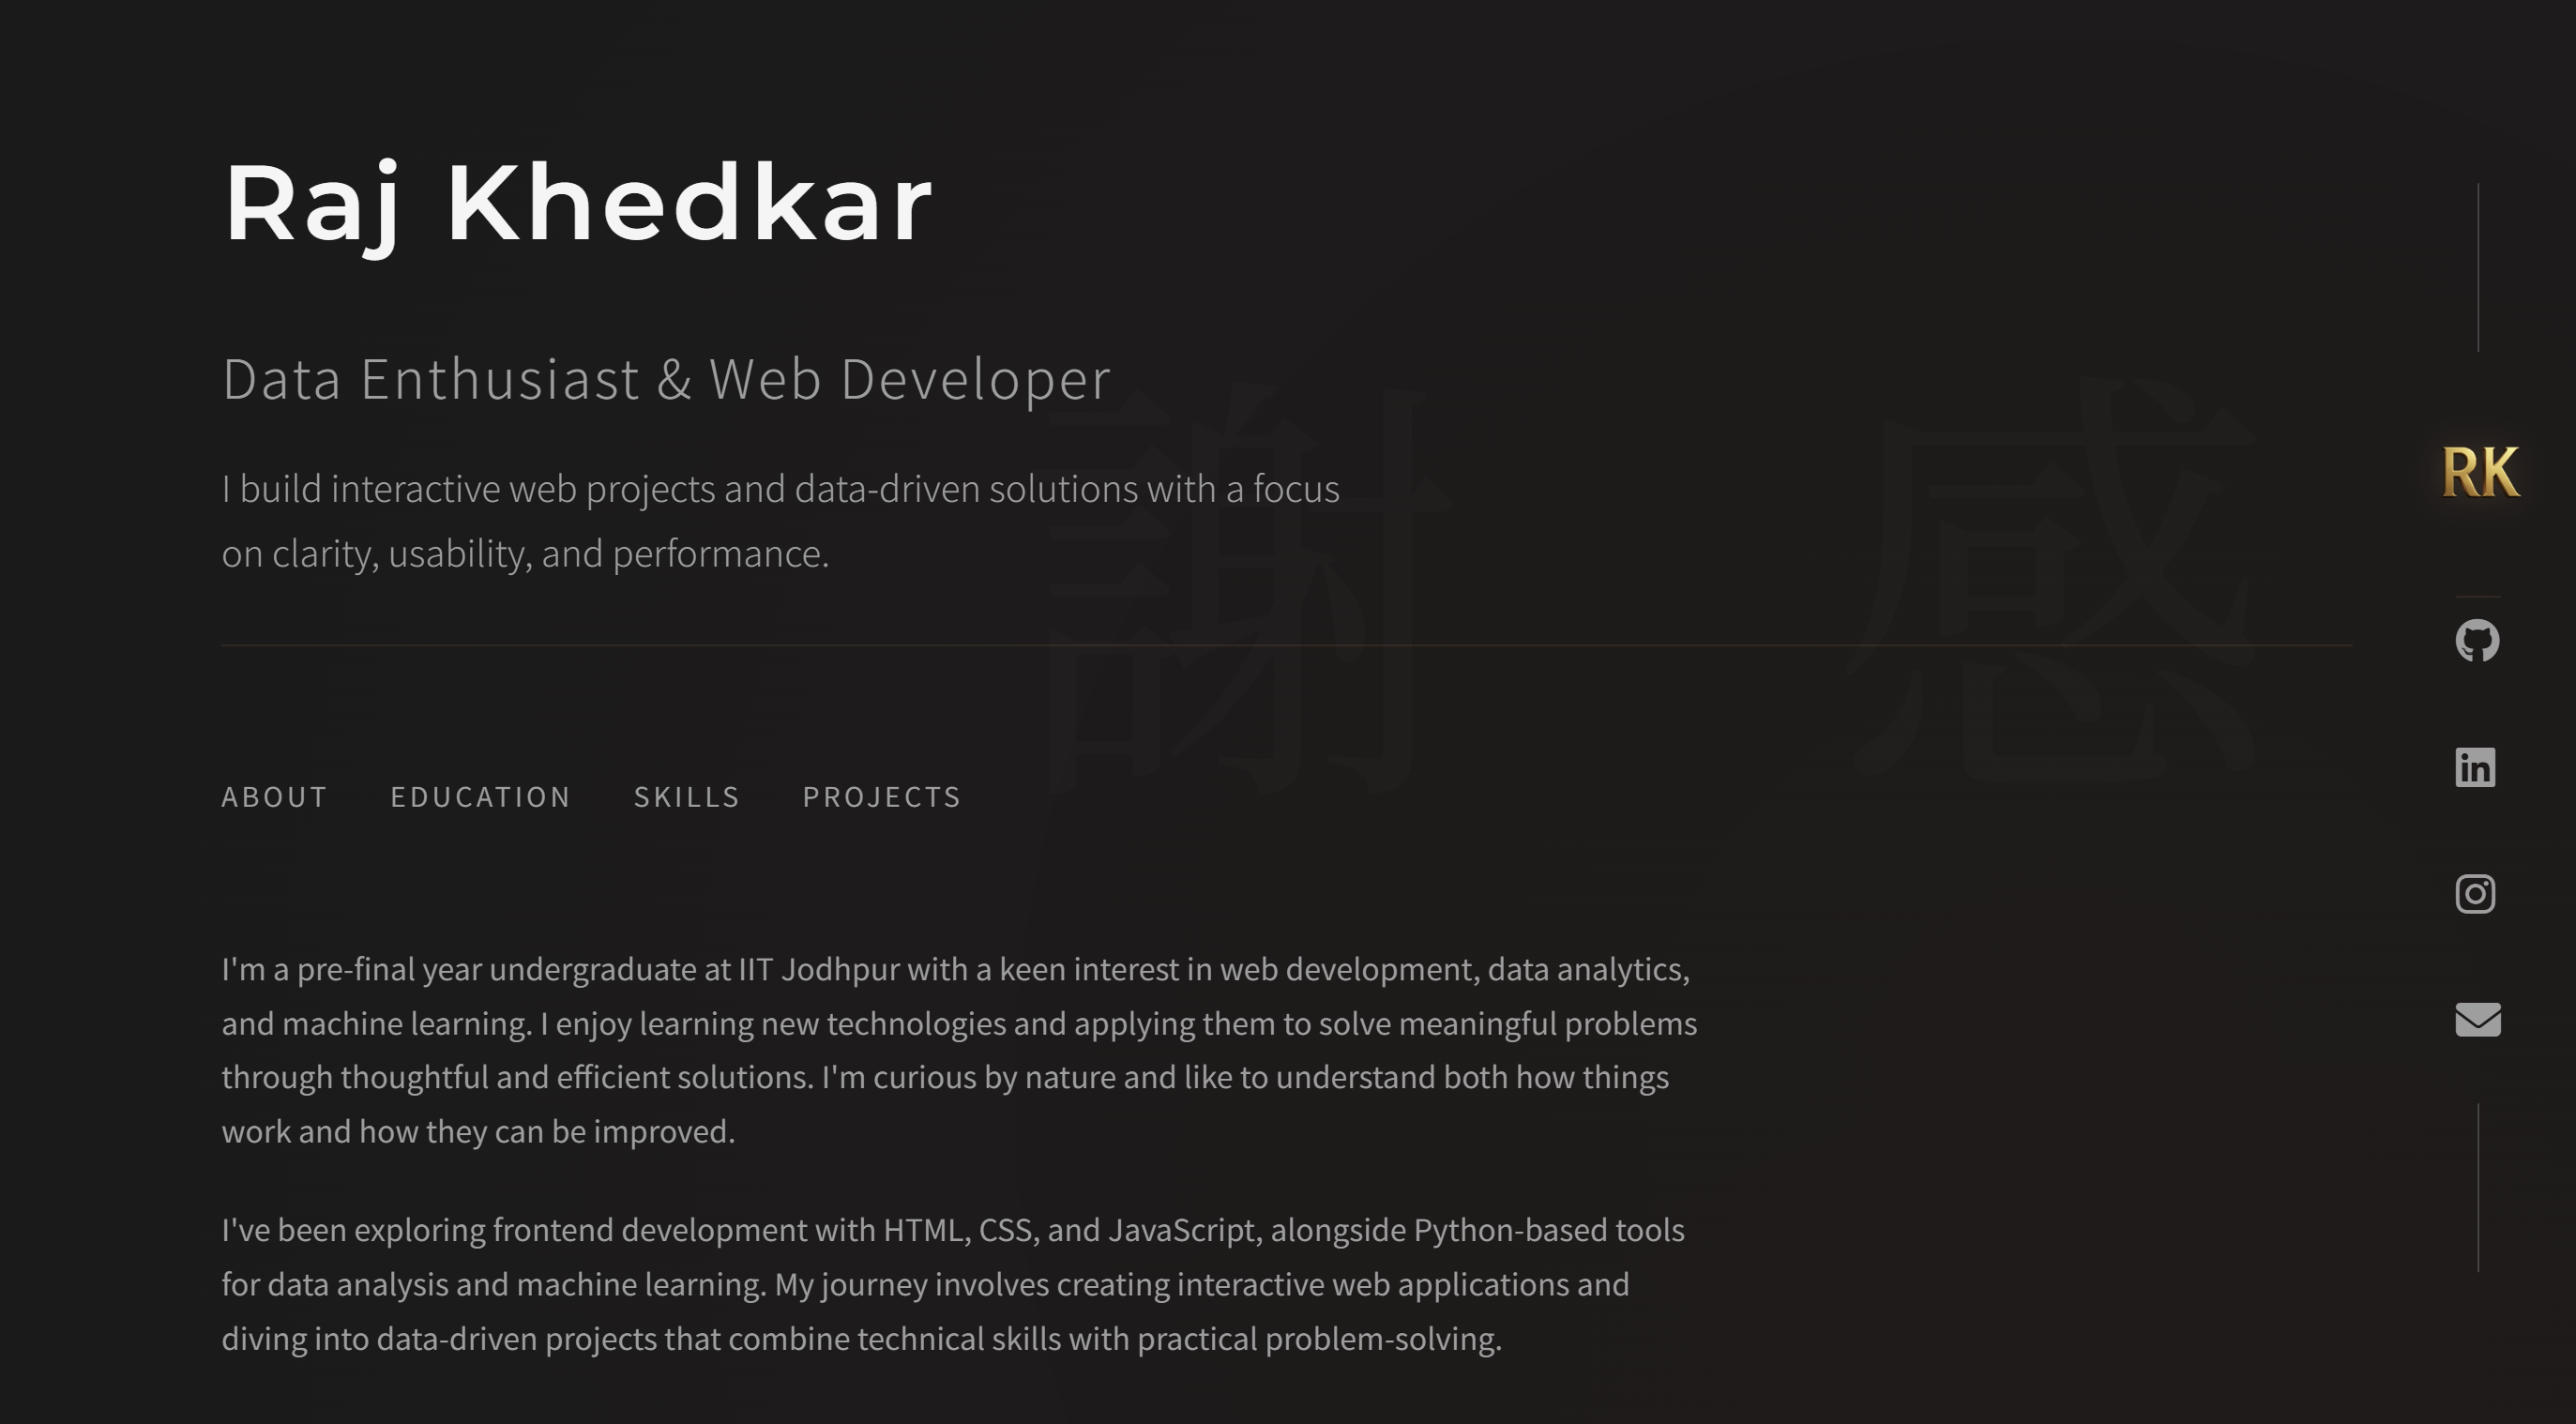 Raj Khedkar
Data Enthusiast & Web Developer
I build interactive web projects and data-driven solutions with a focus
on clarity, usability, and performance.
謝 感
RK
ABOUT EDUCATION SKILLS PROJECTS
I'm a pre-final year undergraduate at IIT Jodhpur with a keen interest in web development, data analytics,
and machine learning. I enjoy learning new technologies and applying them to solve meaningful problems
through thoughtful and efficient solutions. I'm curious by nature and like to understand both how things
work and how they can be improved.
I've been exploring frontend development with HTML, CSS, and JavaScript, alongside Python-based tools
for data analysis and machine learning. My journey involves creating interactive web applications and
diving into data-driven projects that combine technical skills with practical problem-solving.